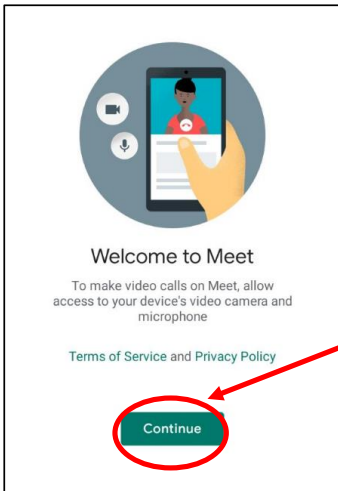 Welcome to Meet
To make video calls on Meet, allow
access to your device's video camera and
microphone
Terms of Service and Privacy Policy
Continue